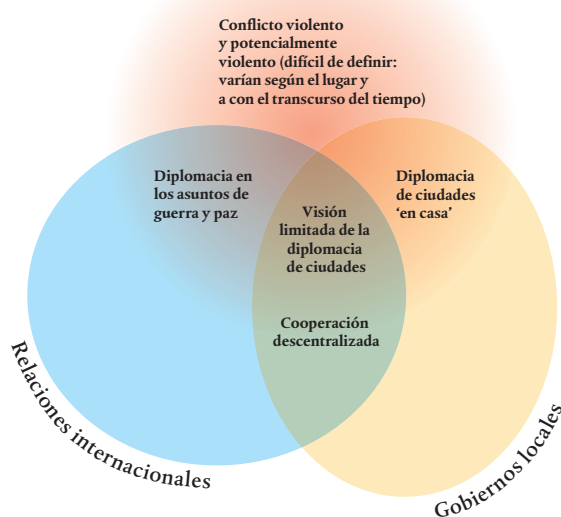 Conflicto violento
y potencialmente
violento (difícil de definir:
varían según el lugar y
a con el transcurso del tiempo)
Diplomacia en
los asuntos de
guerra y paz
Diplomacia
de ciudades
‘en casa’
Visión
limitada de la
diplomacia
de ciudades
Cooperación
descentralizada
Relaciones internacionales
Gobiernos locales